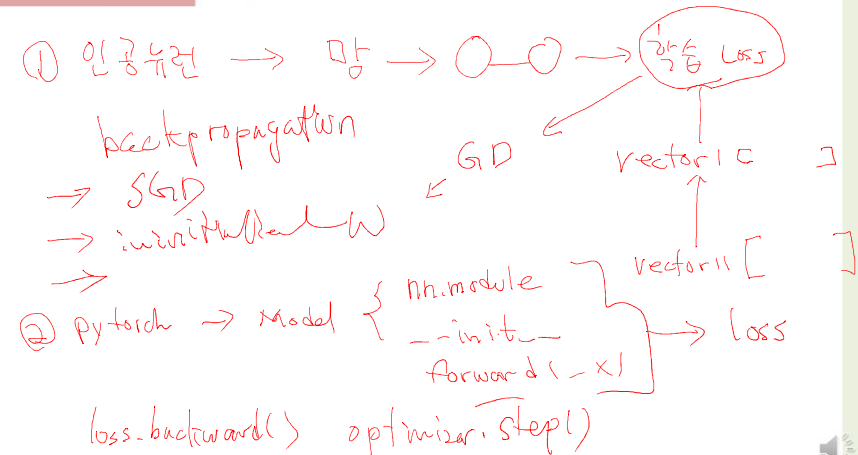 ① 인공뉴런 → 망 → → 학습 Loss
backpropagation
GD
vector1 [ ]
→ SGD
→ W
→
vector11 [ ]
② pytorch → Model { nn.module
__init__
forward(_x)
→ loss
loss.backward() optimizer.step()